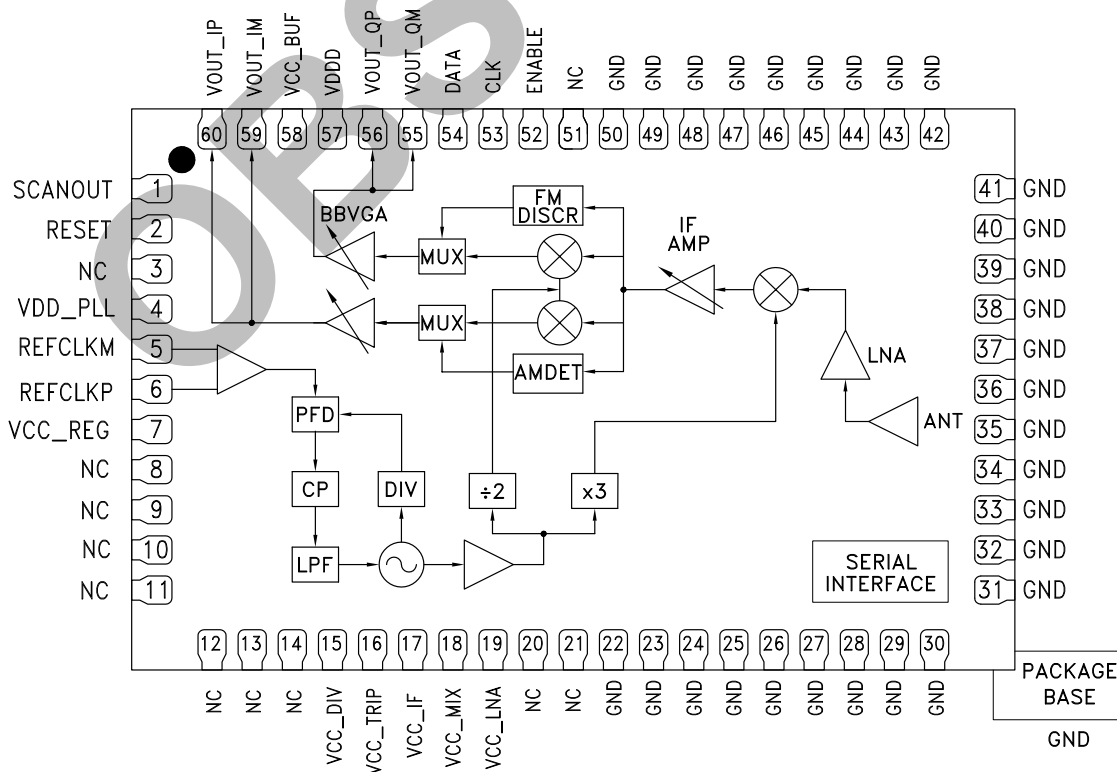 VOUT_IP
VOUT_IM
VCC_BUF
VDDD
VOUT_QP
VOUT_QM
DATA
CLK
ENABLE
NC
GND
GND
GND
GND
GND
GND
GND
GND
GND
60
59
58
57
56
55
54
53
52
51
50
49
48
47
46
45
44
43
42
SCANOUT 1
RESET 2
NC 3
VDD_PLL 4
REFCLKM 5
REFCLKP 6
VCC_REG 7
NC 8
NC 9
NC 10
NC 11
41 GND
40 GND
39 GND
38 GND
37 GND
36 GND
35 GND
34 GND
33 GND
32 GND
31 GND
BBVGA
FM
DISCR
MUX
IF
AMP
MUX
AMDET
LNA
ANT
PFD
CP
DIV
÷2
x3
LPF
SERIAL
INTERFACE
12
13
14
15
16
17
18
19
20
21
22
23
24
25
26
27
28
29
30
NC
NC
NC
VCC_DIV
VCC_TRIP
VCC_IF
VCC_MIX
VCC_LNA
NC
NC
GND
GND
GND
GND
GND
GND
GND
GND
GND
PACKAGE
BASE
GND
OBS